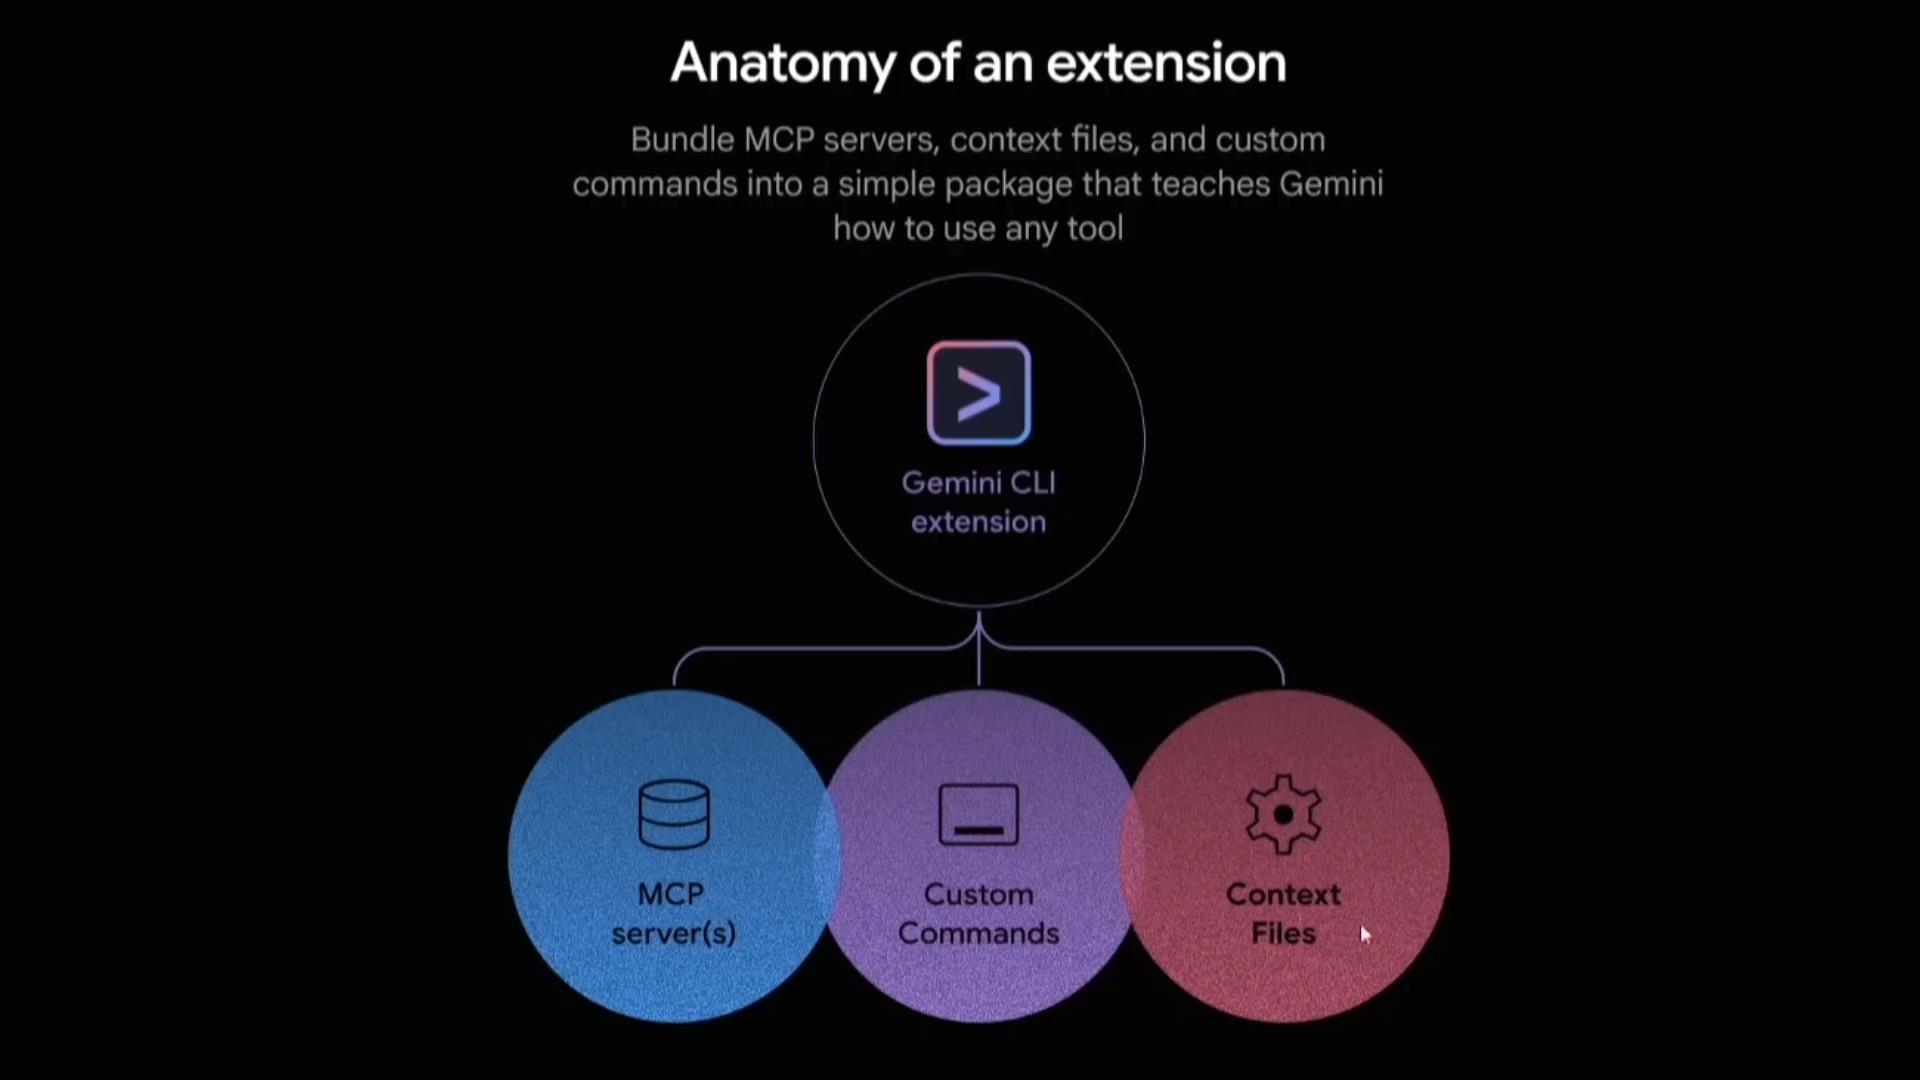 Anatomy of an extension
Bundle MCP servers, context files, and custom
commands into a simple package that teaches Gemini
how to use any tool
Gemini CLI
extension
MCP
server(s)
Custom
Commands
Context
Files